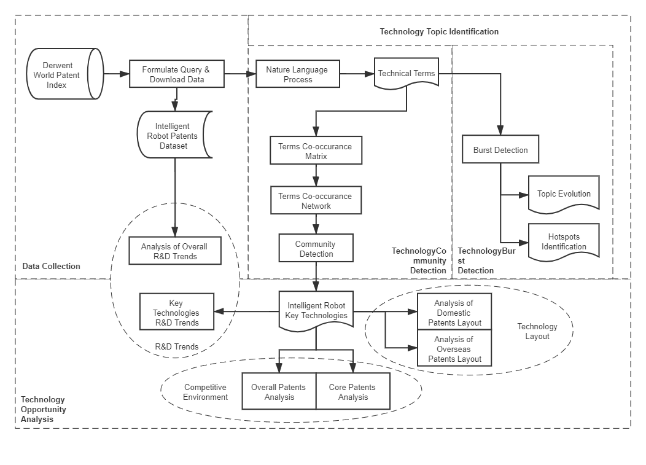 Technology Topic Identification
Derwent
World Patent
Index
Formulate Query &
Download Data
Nature Language
Process
Technical Terms
Intelligent
Robot Patents
Dataset
Terms Co-occurance
Matrix
Burst Detection
Terms Co-occurance
Network
Topic Evolution
Analysis of Overall
R&D Trends
Community
Detection
Hotspots
Identification
Data Collection
TechnologyCo
mmunity
Detection
TechnologyBur
st
Detection
Key
Technologies
R&D Trends
Intelligent Robot
Key Technologies
Analysis of
Domestic
Patents Layout
Technology
Layout
R&D Trends
Analysis of
Overseas
Patents Layout
Competitive
Environment
Overall Patents
Analysis
Core Patents
Analysis
Technology
Opportunity
Analysis